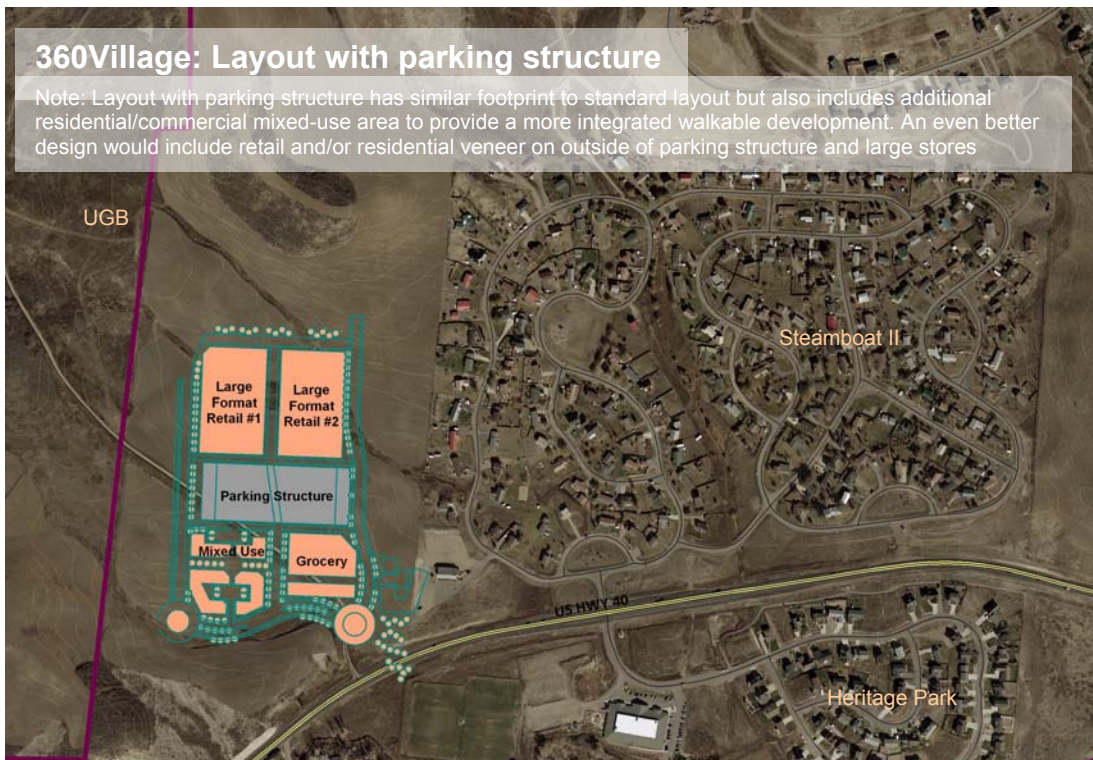 360Village: Layout with parking structure
Note: Layout with parking structure has similar footprint to standard layout but also includes additional
residential/commercial mixed-use area to provide a more integrated walkable development. An even better
design would include retail and/or residential veneer on outside of parking structure and large stores
UGB
Steamboat II
Large
Format
Retail #1
Large
Format
Retail #2
Parking Structure
Mixed Use
Grocery
US HWY 40
'Heritage Park